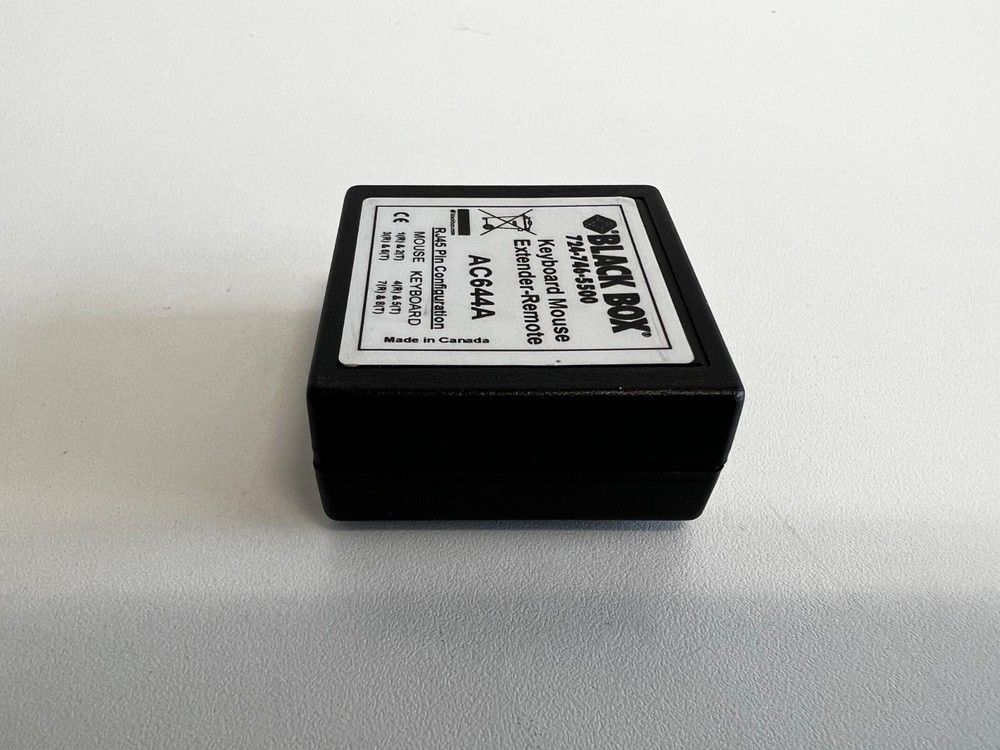 BLACK BOX®
724-746-5500
Keyboard Mouse
Extender-Remote
AC644A
RJ45 Pin Configuration
MOUSE KEYBOARD
1(R) & 2(T) 4(R) & 5(T)
3(R) & 6(T) 7(R) & 8(T)
Made in Canada
CE